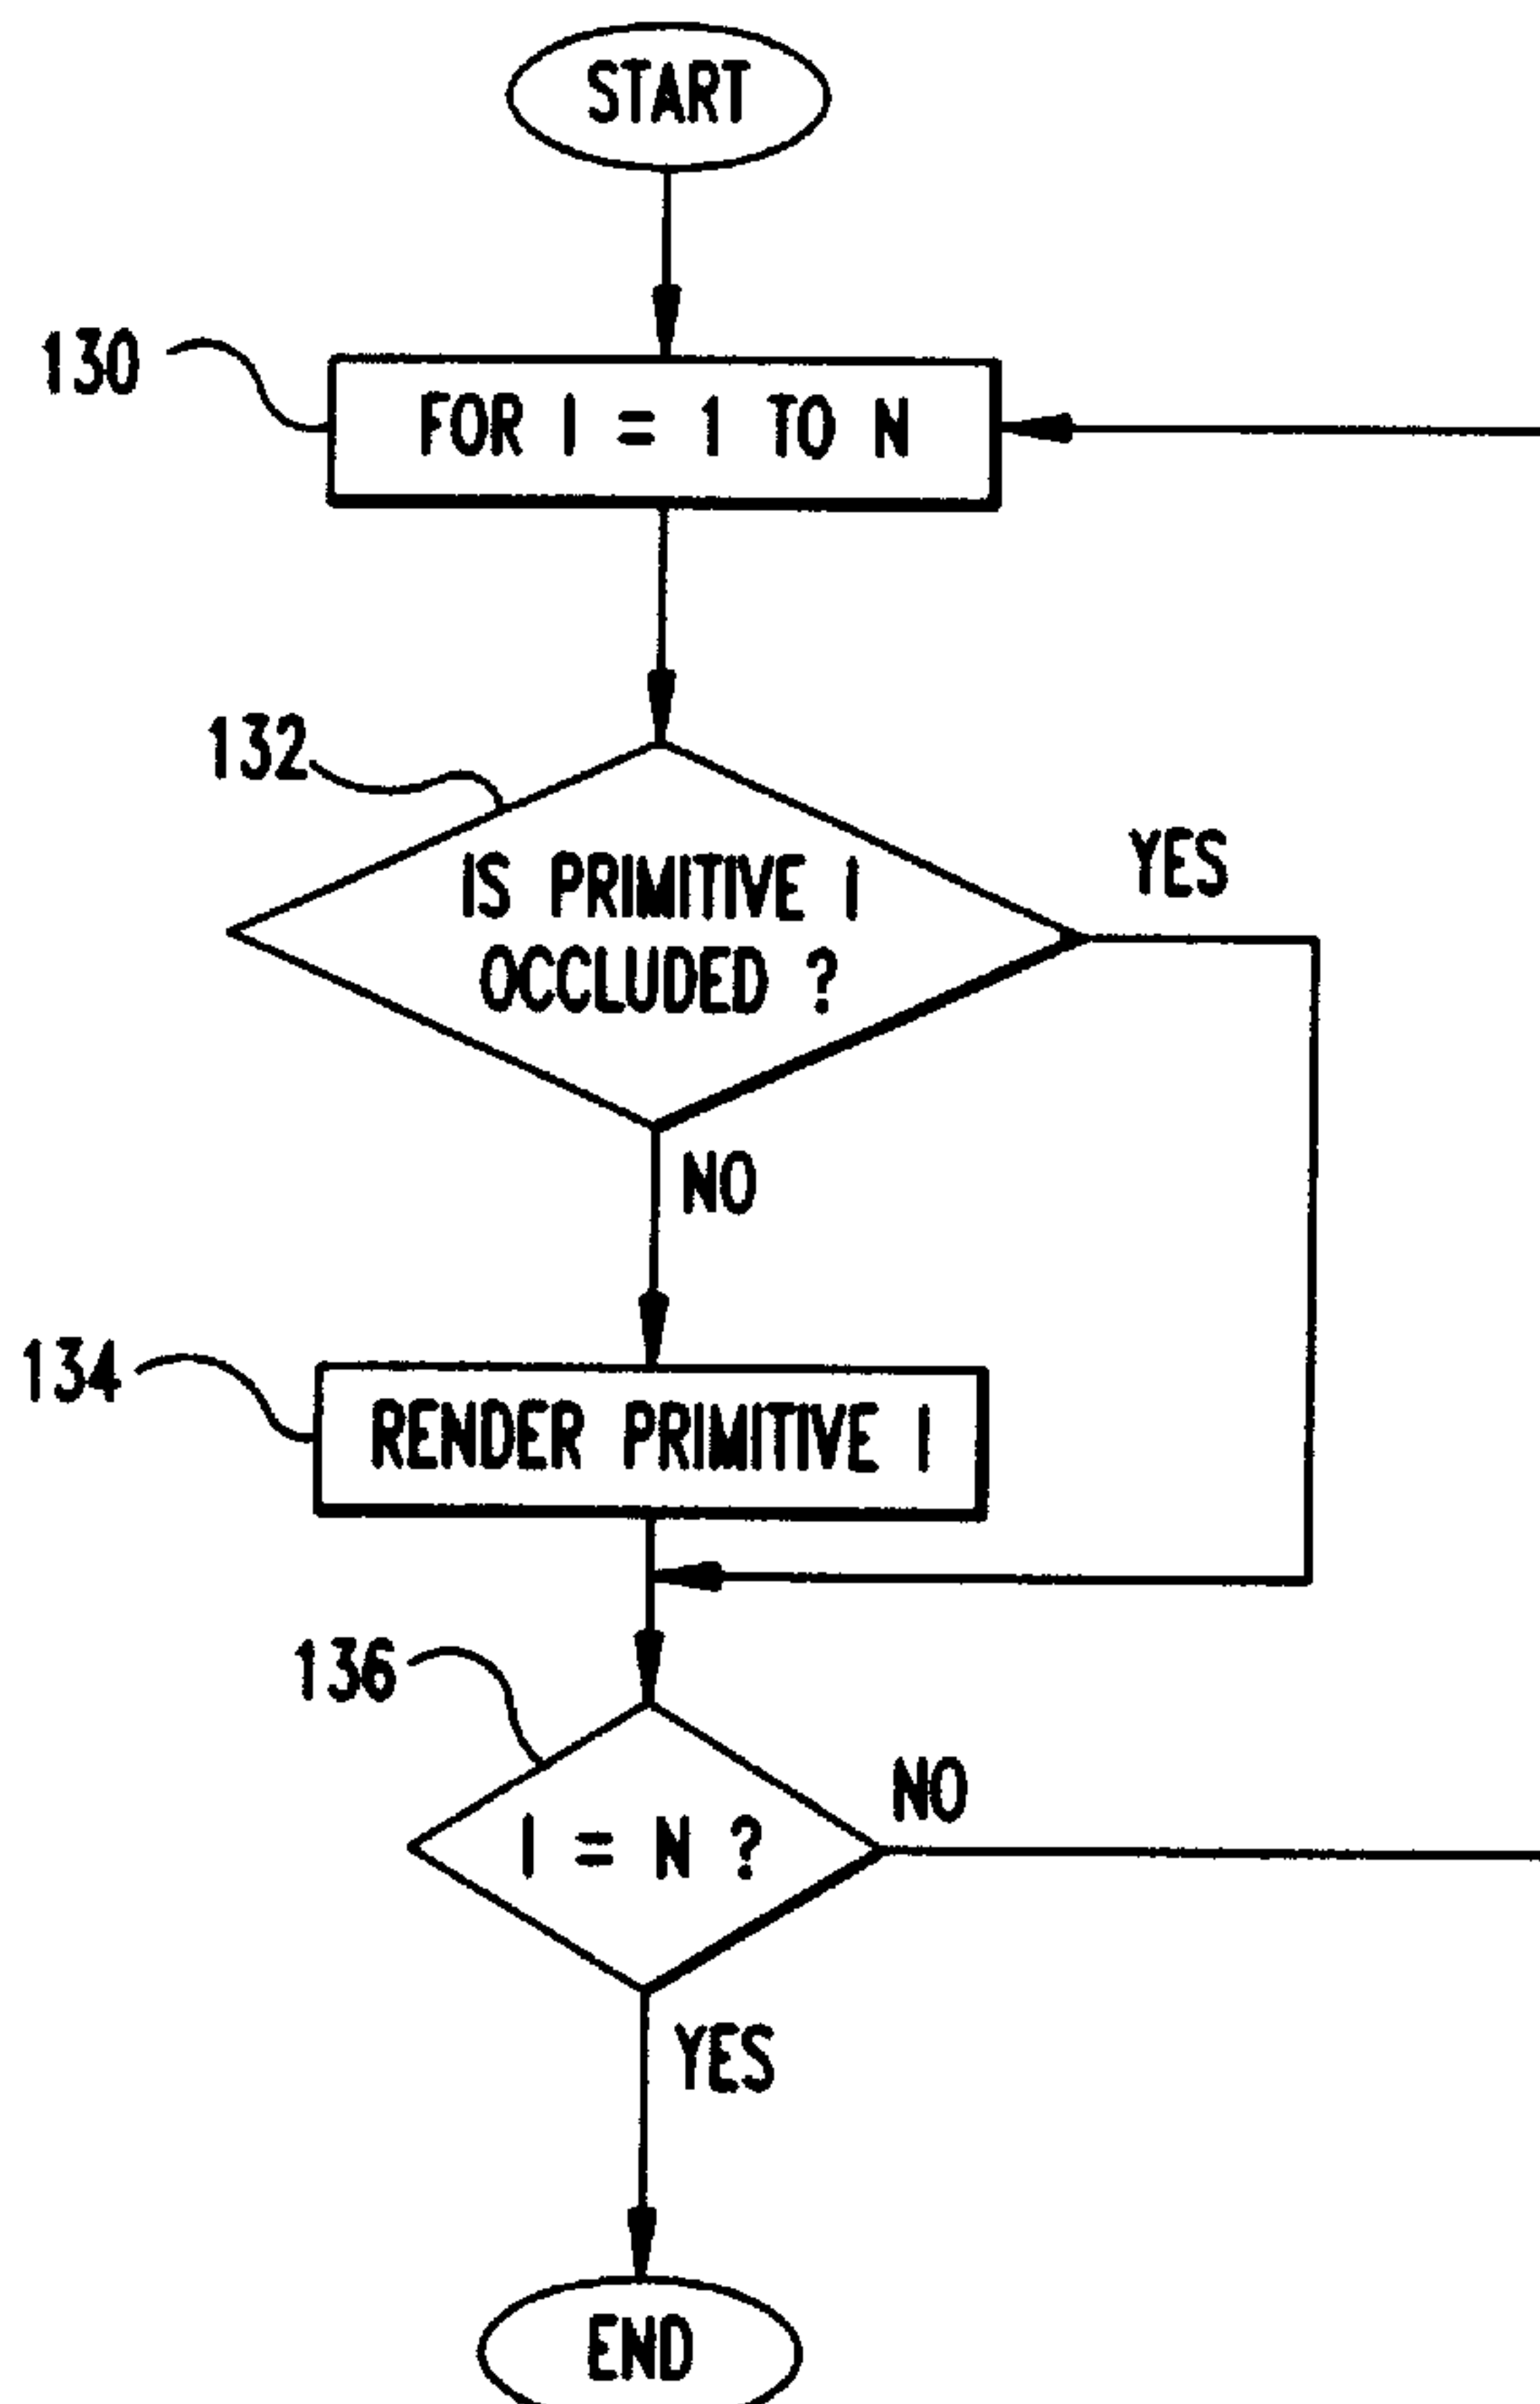 START
130
FOR I = 1 TO N
132
IS PRIMITIVE I
OCCLUDED ?
YES
NO
134
RENDER PRIMITIVE I
136
I = N ?
NO
YES
END